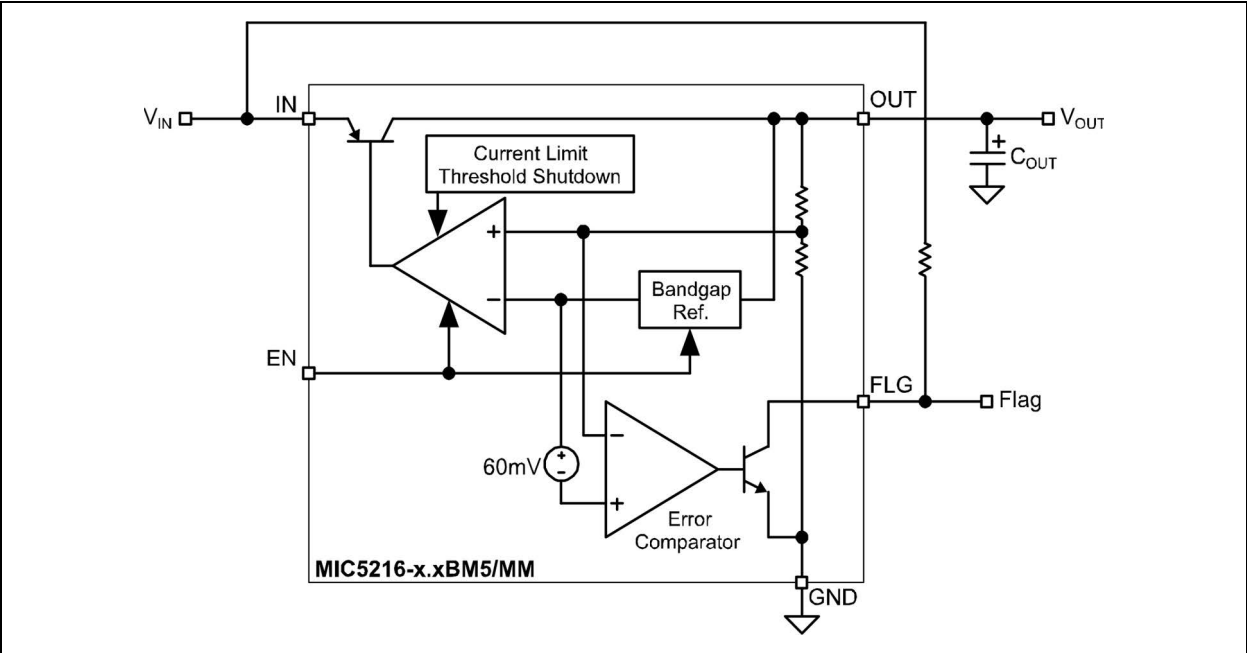 V_IN
IN
OUT
V_OUT
+
C_OUT
Current Limit
Threshold Shutdown
+
−
Bandgap
Ref.
EN
FLG
Flag
60mV
+
−
−
+
Error
Comparator
MIC5216-x.xBM5/MM
GND